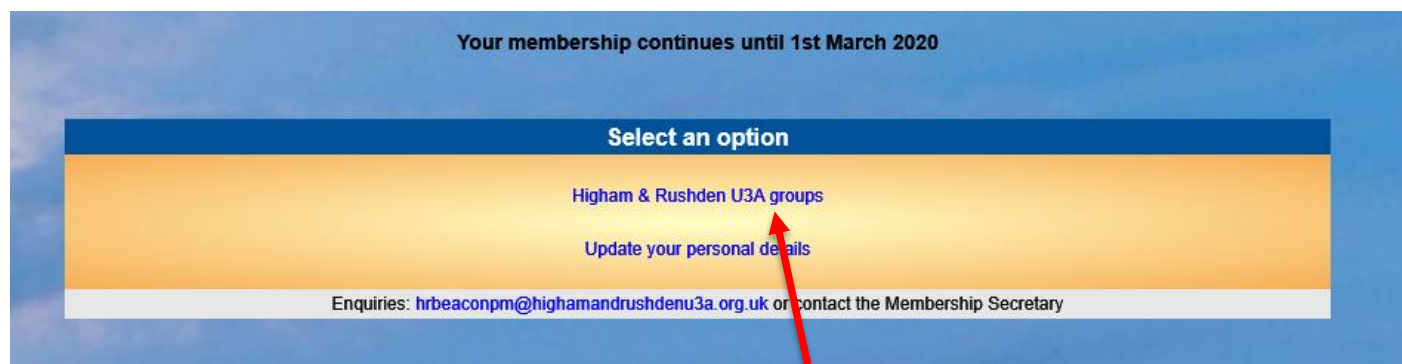 Your membership continues until 1st March 2020
Select an option
Higham & Rushden U3A groups
Update your personal details
Enquiries: hrbeaconpm@highamandrushdenu3a.org.uk or contact the Membership Secretary